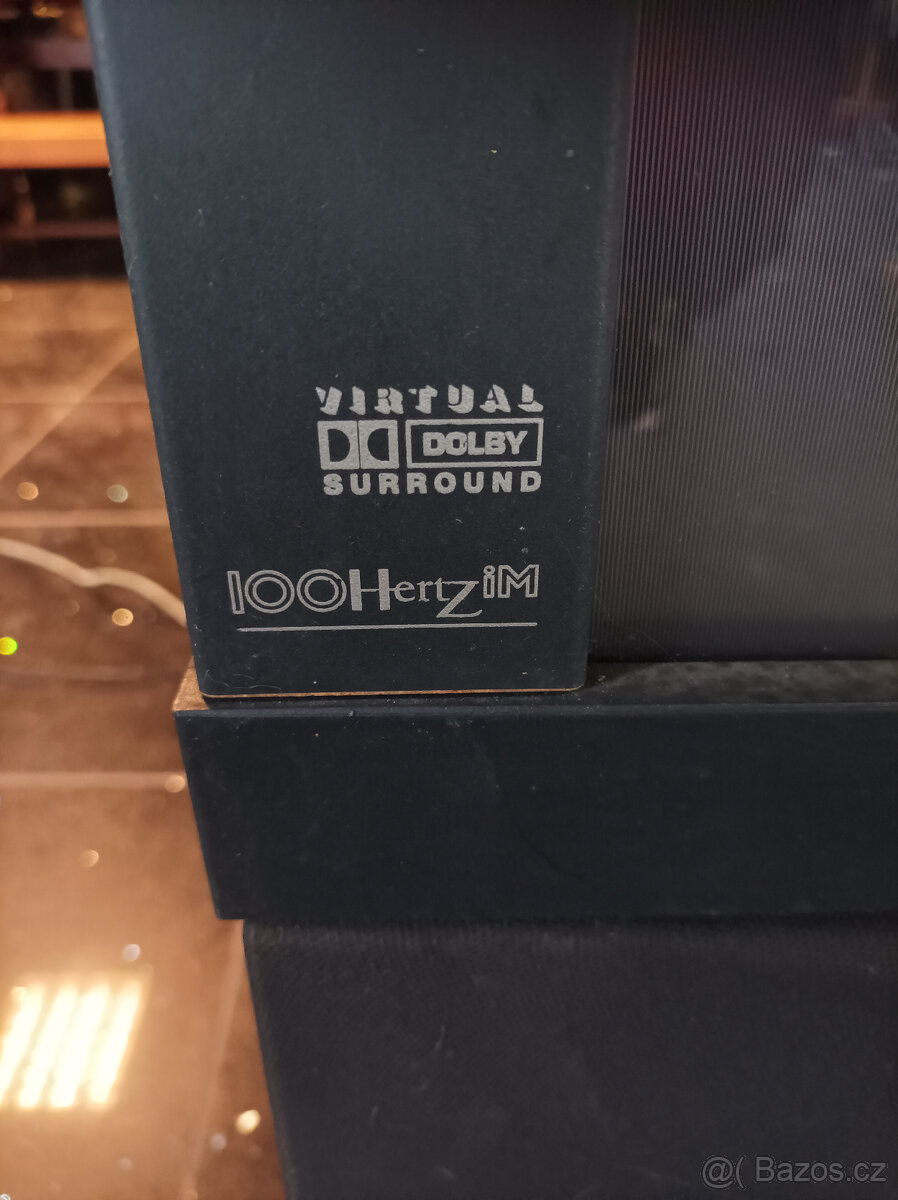 VIRTUAL
DOLBY
SURROUND
100HertZiM
@( Bazos.cz